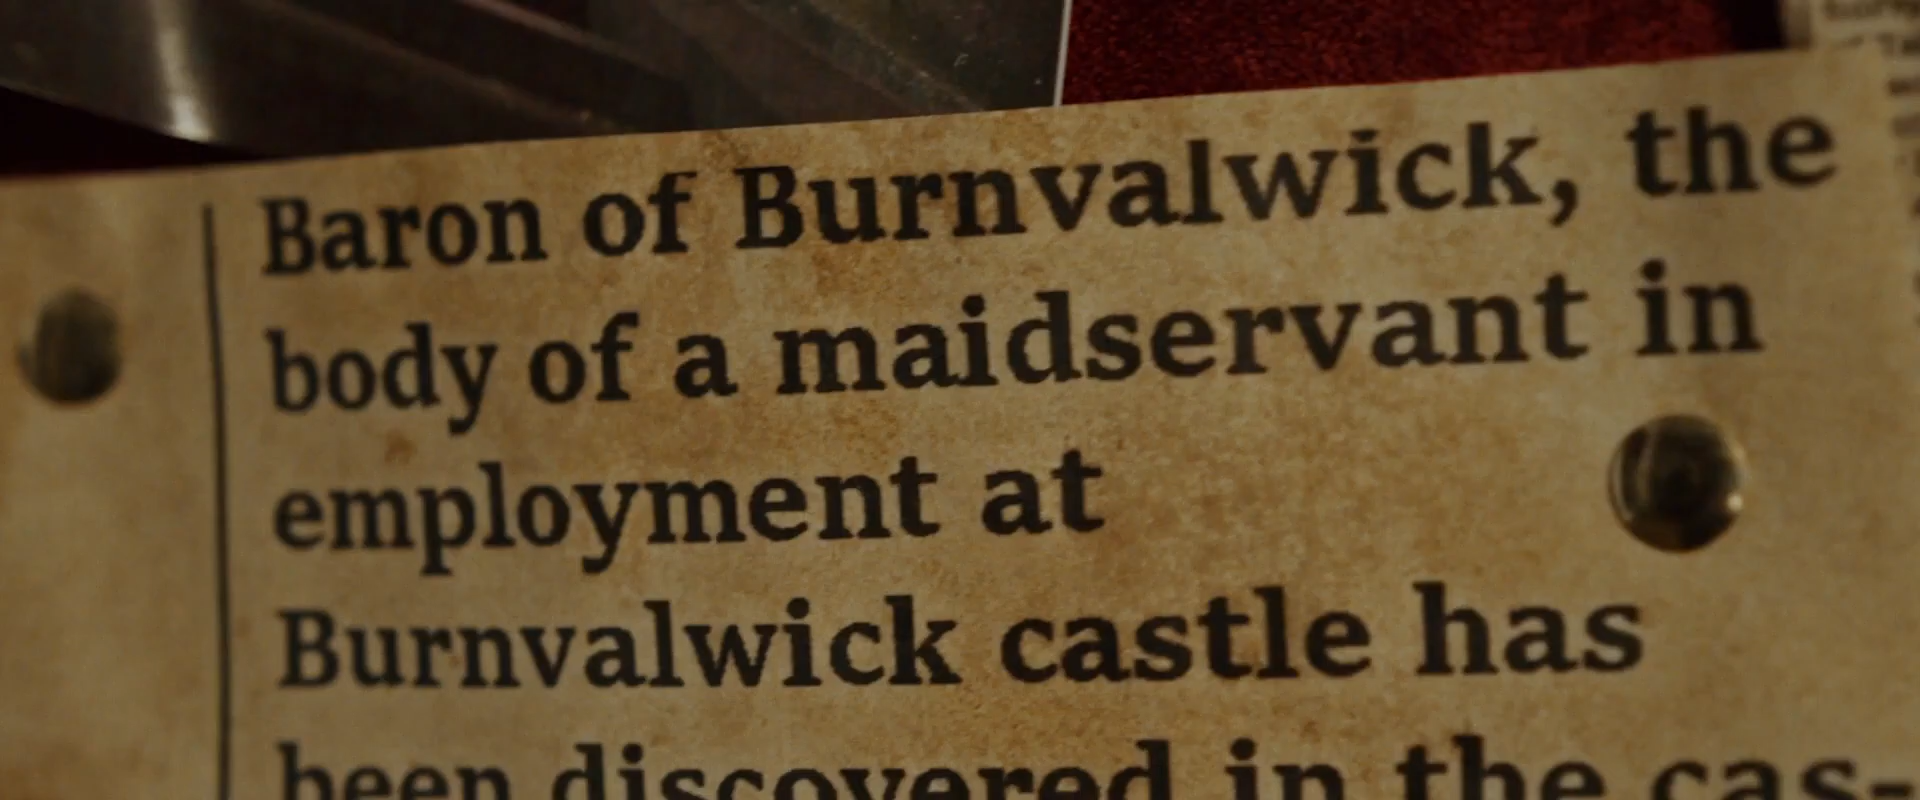 Baron of Burnvalwick, the
body of a maidservant in
employment at
Burnvalwick castle has
been discovered in the cas-